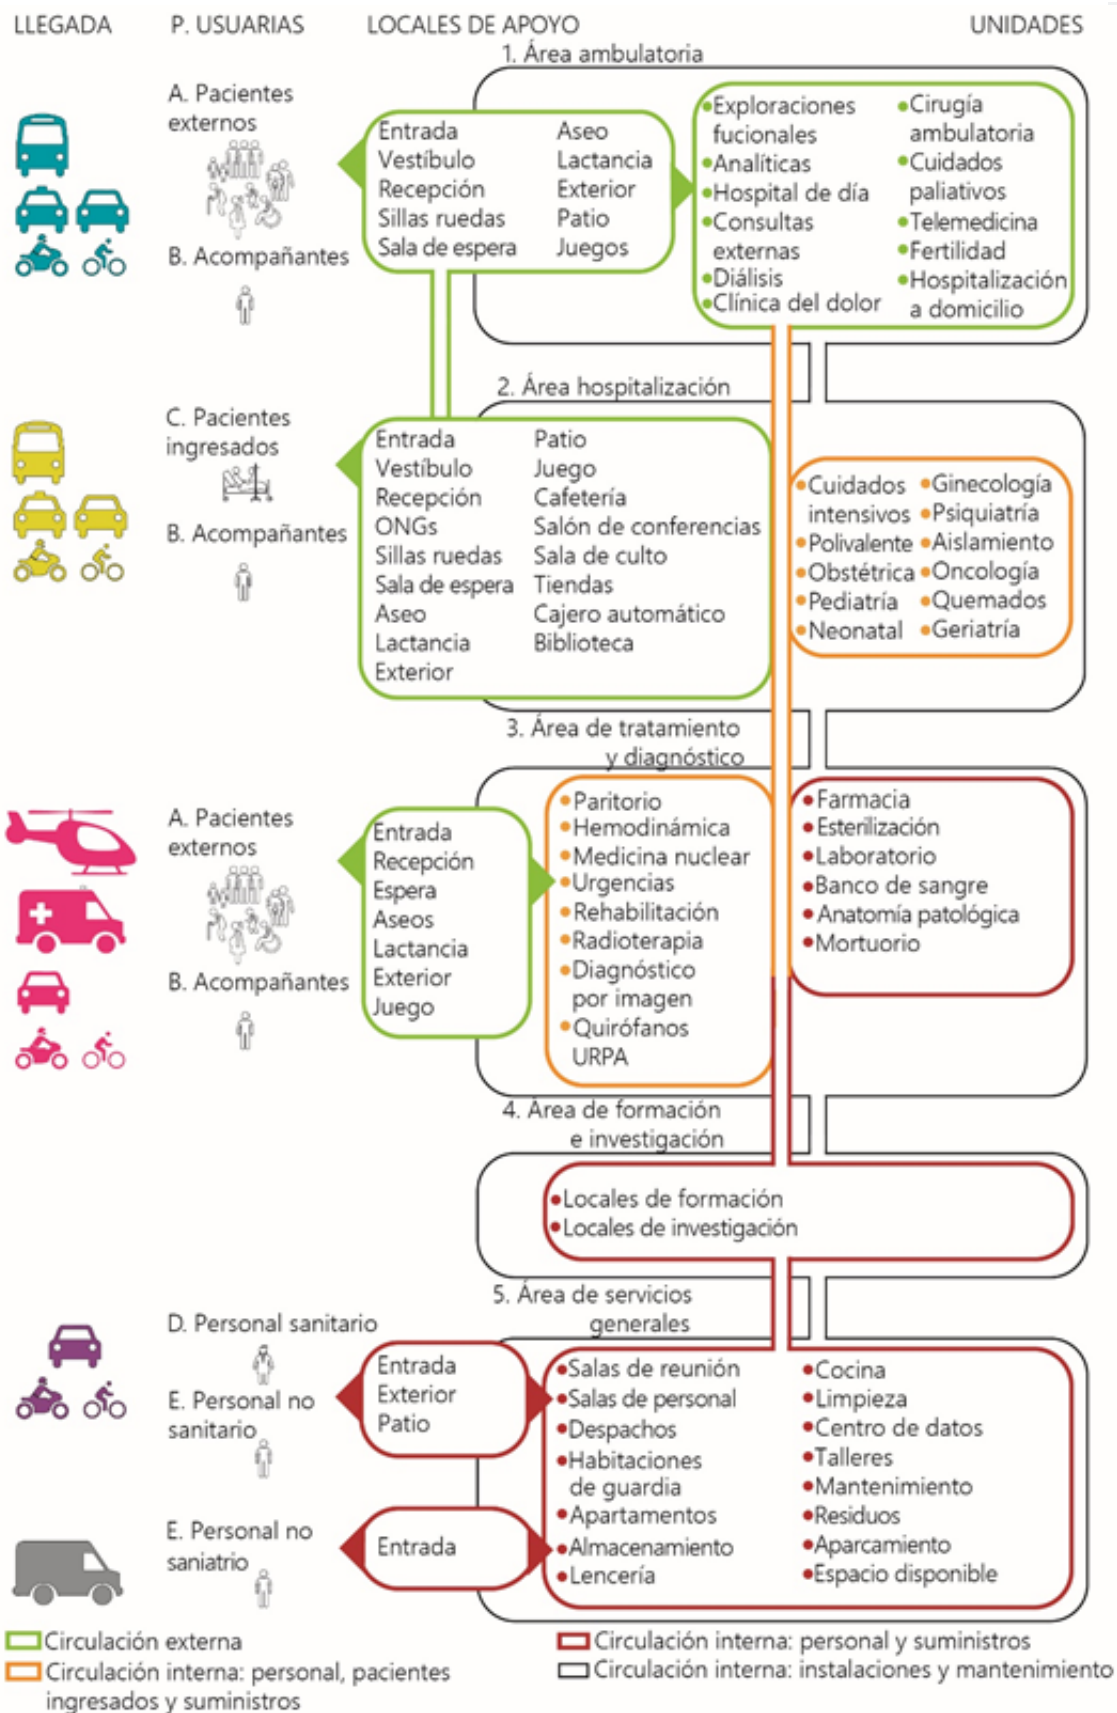 LLEGADA P. USUARIAS LOCALES DE APOYO UNIDADES
1. Área ambulatoria
A. Pacientes
externos
B. Acompañantes
Entrada
Vestíbulo
Recepción
Sillas ruedas
Sala de espera
Aseo
Lactancia
Exterior
Patio
Juegos
Exploraciones
fucionales
Analíticas
Hospital de día
Consultas
externas
Diálisis
Clínica del dolor
Cirugía
ambulatoria
Cuidados
paliativos
Telemedicina
Fertilidad
Hospitalización
a domicilio
2. Área hospitalización
C. Pacientes
ingresados
B. Acompañantes
Entrada
Vestíbulo
Recepción
ONGs
Sillas ruedas
Sala de espera
Aseo
Lactancia
Exterior
Patio
Juego
Cafetería
Salón de conferencias
Sala de culto
Tiendas
Cajero automático
Biblioteca
Cuidados
intensivos
Polivalente
Obstétrica
Pediatría
Neonatal
Ginecología
Psiquiatría
Aislamiento
Oncología
Quemados
Geriatría
3. Área de tratamiento
y diagnóstico
A. Pacientes
externos
B. Acompañantes
Entrada
Recepción
Espera
Aseos
Lactancia
Exterior
Juego
Paritorio
Hemodinámica
Medicina nuclear
Urgencias
Rehabilitación
Radioterapia
Diagnóstico
por imagen
Quirófanos
URPA
Farmacia
Esterilización
Laboratorio
Banco de sangre
Anatomía patológica
Mortuorio
4. Área de formación
e investigación
Locales de formación
Locales de investigación
5. Área de servicios
generales
D. Personal sanitario
E. Personal no
sanitario
Entrada
Exterior
Patio
E. Personal no
saniatrio
Entrada
Salas de reunión
Salas de personal
Despachos
Habitaciones
de guardia
Apartamentos
Almacenamiento
Lencería
Cocina
Limpieza
Centro de datos
Talleres
Mantenimiento
Residuos
Aparcamiento
Espacio disponible
Circulación externa
Circulación interna: personal, pacientes
ingresados y suministros
Circulación interna: personal y suministros
Circulación interna: instalaciones y mantenimiento